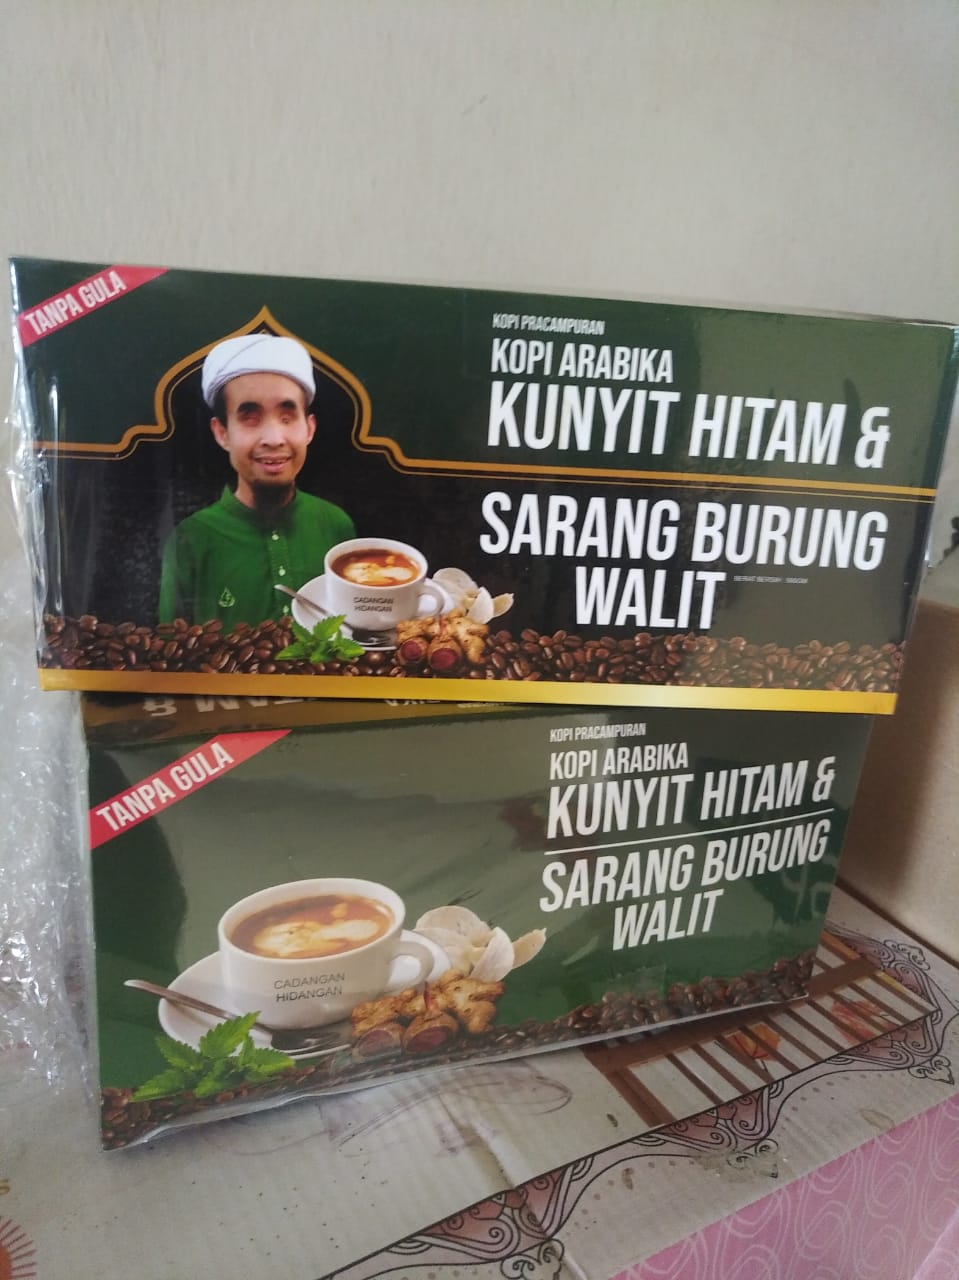 TANPA GULA
KOPI PRACAMPURAN
KOPI ARABIKA
KUNYIT HITAM &
SARANG BURUNG
WALIT
CADANGAN
HIDANGAN
TANPA GULA
KOPI PRACAMPURAN
KOPI ARABIKA
KUNYIT HITAM &
SARANG BURUNG
WALIT
CADANGAN
HIDANGAN